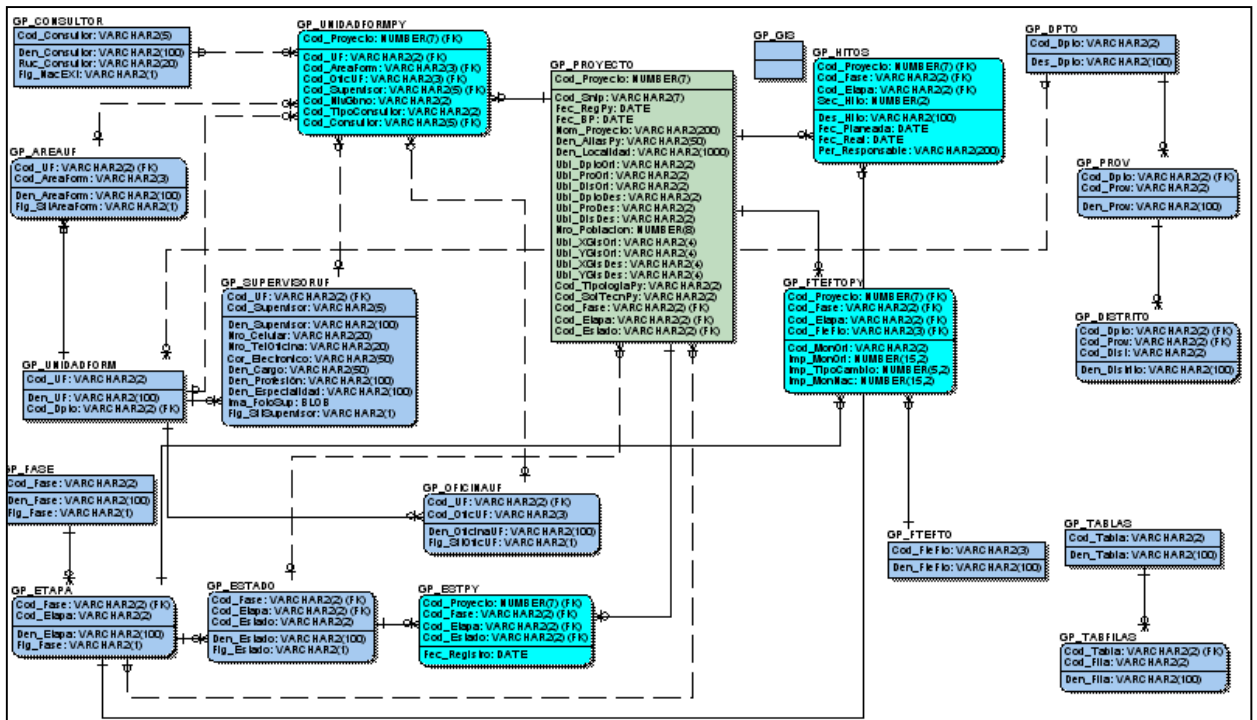 GP_CONSULTOR
Cod_Consultor: VARCHAR2(5)
Den_Consultor: VARCHAR2(100)
Ruc_Consultor: VARCHAR2(20)
Flg_NacExt: VARCHAR2(1)
GP_UNIDADFORMPY
Cod_Proyecto: NUMBER(7) (FK)
Cod_UF: VARCHAR2(2) (FK)
Cod_AreaForm: VARCHAR2(3) (FK)
Cod_OficUF: VARCHAR2(3) (FK)
Cod_Supervisor: VARCHAR2(5) (FK)
Cod_NivGbno: VARCHAR2(2)
Cod_TipoConsultor: VARCHAR2(2)
Cod_Consultor: VARCHAR2(5) (FK)
GP_PROYECTO
Cod_Proyecto: NUMBER(7)
Cod_Snip: VARCHAR2(7)
Fec_RegPy: DATE
Fec_BP: DATE
Nom_Proyecto: VARCHAR2(200)
Den_AliasPy: VARCHAR2(50)
Den_Localidad: VARCHAR2(1000)
Ubi_DptoOri: VARCHAR2(2)
Ubi_ProOri: VARCHAR2(2)
Ubi_DisOri: VARCHAR2(2)
Ubi_DptoDes: VARCHAR2(2)
Ubi_ProDes: VARCHAR2(2)
Ubi_DisDes: VARCHAR2(2)
Nro_Poblacion: NUMBER(8)
Ubi_XGisOri: VARCHAR2(4)
Ubi_YGisOri: VARCHAR2(4)
Ubi_XGisDes: VARCHAR2(4)
Ubi_YGisDes: VARCHAR2(4)
Cod_TipologiaPy: VARCHAR2(2)
Cod_SolTecnPy: VARCHAR2(2)
Cod_Fase: VARCHAR2(2) (FK)
Cod_Etapa: VARCHAR2(2) (FK)
Cod_Estado: VARCHAR2(2) (FK)
GP_GIS
GP_HITOS
Cod_Proyecto: NUMBER(7) (FK)
Cod_Fase: VARCHAR2(2) (FK)
Cod_Etapa: VARCHAR2(2) (FK)
Sec_Hito: NUMBER(2)
Des_Hito: VARCHAR2(100)
Fec_Planeada: DATE
Fec_Real: DATE
Per_Responsable: VARCHAR2(200)
GP_DPTO
Cod_Dpto: VARCHAR2(2)
Des_Dpto: VARCHAR2(100)
GP_AREAUF
Cod_UF: VARCHAR2(2) (FK)
Cod_AreaForm: VARCHAR2(3)
Den_AreaForm: VARCHAR2(100)
Flg_SitAreaForm: VARCHAR2(1)
GP_PROV
Cod_Dpto: VARCHAR2(2) (FK)
Cod_Prov: VARCHAR2(2)
Den_Prov: VARCHAR2(100)
GP_SUPERVISORUF
Cod_UF: VARCHAR2(2) (FK)
Cod_Supervisor: VARCHAR2(5)
Den_Supervisor: VARCHAR2(100)
Nro_Celular: VARCHAR2(20)
Nro_TelOficina: VARCHAR2(20)
Cor_Electronico: VARCHAR2(50)
Den_Cargo: VARCHAR2(50)
Den_Profesión: VARCHAR2(100)
Den_Especialidad: VARCHAR2(100)
Ima_FotoSup: BLOB
Flg_SitSupervisor: VARCHAR2(1)
GP_FTEFTOPY
Cod_Proyecto: NUMBER(7) (FK)
Cod_Fase: VARCHAR2(2) (FK)
Cod_Etapa: VARCHAR2(2) (FK)
Cod_FteFto: VARCHAR2(3) (FK)
Cod_MonOri: VARCHAR2(2)
Imp_MonOri: NUMBER(15,2)
Imp_TipoCambio: NUMBER(5,2)
Imp_MonNac: NUMBER(15,2)
GP_DISTRITO
Cod_Dpto: VARCHAR2(2) (FK)
Cod_Prov: VARCHAR2(2) (FK)
Cod_Dist: VARCHAR2(2)
Den_Distrito: VARCHAR2(100)
GP_UNIDADFORM
Cod_UF: VARCHAR2(2)
Den_UF: VARCHAR2(100)
Cod_Dpto: VARCHAR2(2) (FK)
GP_FASE
Cod_Fase: VARCHAR2(2)
Den_Fase: VARCHAR2(100)
Flg_Fase: VARCHAR2(1)
GP_OFICINAUF
Cod_UF: VARCHAR2(2) (FK)
Cod_OficUF: VARCHAR2(3)
Den_OficinaUF: VARCHAR2(100)
Flg_SitOficUF: VARCHAR2(1)
GP_FTEFTO
Cod_FteFto: VARCHAR2(3)
Den_FteFto: VARCHAR2(100)
GP_TABLAS
Cod_Tabla: VARCHAR2(2)
Den_Tabla: VARCHAR2(100)
GP_ETAPA
Cod_Fase: VARCHAR2(2) (FK)
Cod_Etapa: VARCHAR2(2)
Den_Etapa: VARCHAR2(100)
Flg_Fase: VARCHAR2(1)
GP_ESTADO
Cod_Fase: VARCHAR2(2) (FK)
Cod_Etapa: VARCHAR2(2) (FK)
Cod_Estado: VARCHAR2(2)
Den_Estado: VARCHAR2(100)
Flg_Estado: VARCHAR2(1)
GP_ESTPY
Cod_Proyecto: NUMBER(7) (FK)
Cod_Fase: VARCHAR2(2) (FK)
Cod_Etapa: VARCHAR2(2) (FK)
Cod_Estado: VARCHAR2(2) (FK)
Fec_Registro: DATE
GP_TABFILAS
Cod_Tabla: VARCHAR2(2) (FK)
Cod_Fila: VARCHAR2(2)
Den_Fila: VARCHAR2(100)